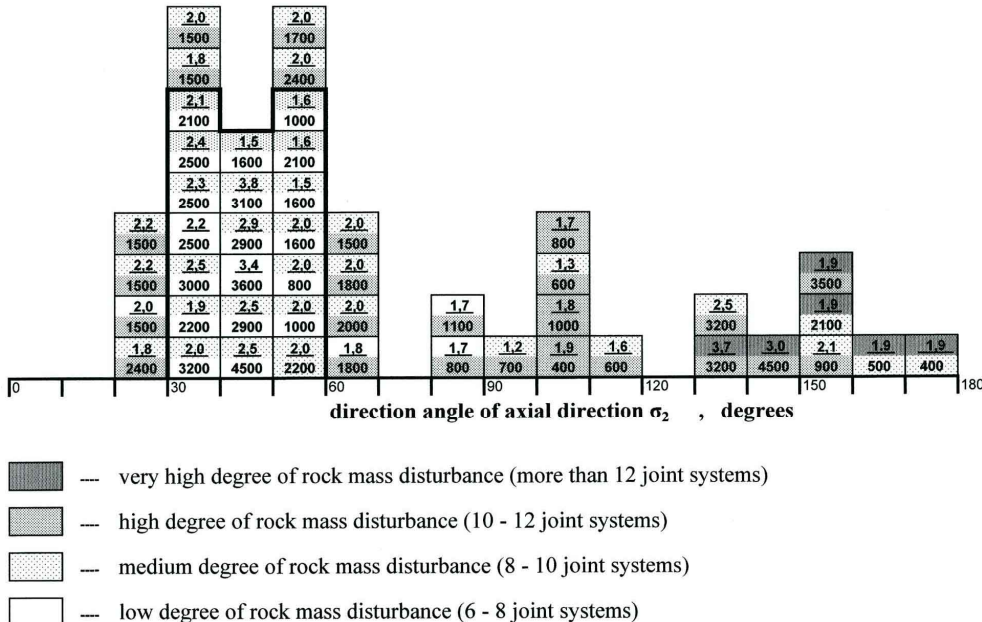 2,0 2,0
1500 1700
1,8 2,0
1500 2400
2,1 1,6
2100 1000
2,4 1,5 1,6
2500 1600 2100
2,3 3,8 1,5
2500 3100 1600
2,2 2,2 2,9 2,0 2,0 1,7
1500 2500 2900 1600 1500 800
2,2 2,5 3,4 2,0 2,0 1,3 1,9
1500 3000 3600 800 1800 600 3500
2,0 1,9 2,5 2,0 2,0 1,7 1,8 2,5 1,9
1500 2200 2900 1000 2000 1100 1000 3200 2100
1,8 2,0 2,5 2,0 1,8 1,7 1,2 1,9 1,6 3,7 3,0 2,1 1,9 1,9
2400 3200 4500 2200 1800 800 700 400 600 3200 4500 900 500 400
0 30 60 90 120 150 180
direction angle of axial direction σ₂ , degrees
---- very high degree of rock mass disturbance (more than 12 joint systems)
---- high degree of rock mass disturbance (10 - 12 joint systems)
---- medium degree of rock mass disturbance (8 - 10 joint systems)
---- low degree of rock mass disturbance (6 - 8 joint systems)